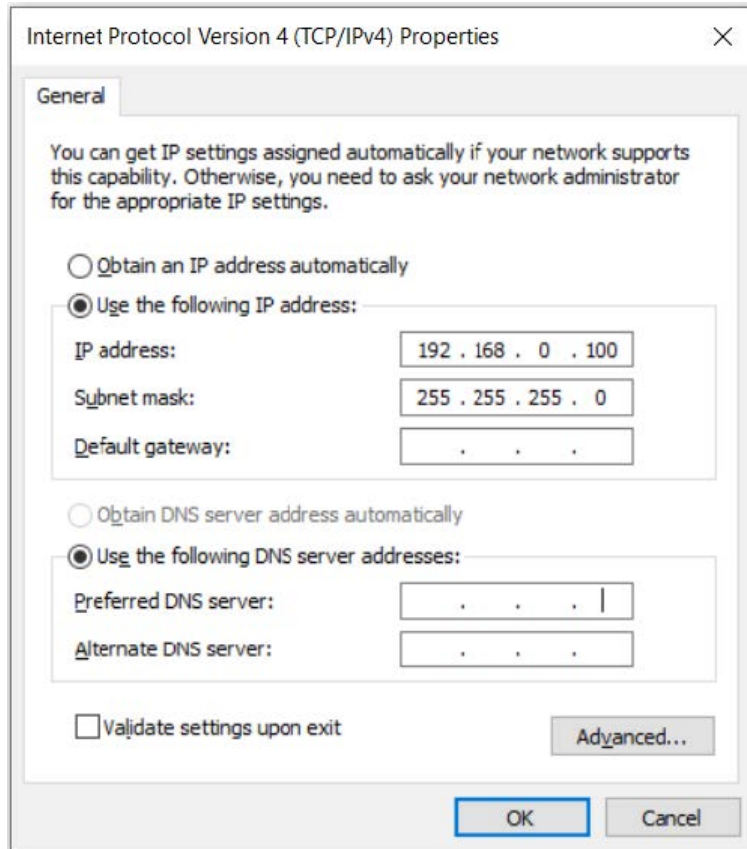 Internet Protocol Version 4 (TCP/IPv4) Properties
General
You can get IP settings assigned automatically if your network supports
this capability. Otherwise, you need to ask your network administrator
for the appropriate IP settings.
Obtain an IP address automatically
Use the following IP address:
IP address: 192 . 168 . 0 . 100
Subnet mask: 255 . 255 . 255 . 0
Default gateway: . . .
Obtain DNS server address automatically
Use the following DNS server addresses:
Preferred DNS server: . . .
Alternate DNS server: . . .
Validate settings upon exit
Advanced...
OK Cancel